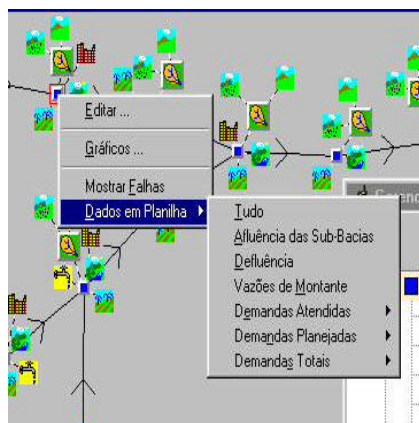 Editar ...
Gráficos ...
Mostrar Falhas
Dados em Planilha
Tudo
Afluência das Sub-Bacias
Defluência
Vazões de Montante
Demandas Atendidas
Demandas Planejadas
Demandas Totais